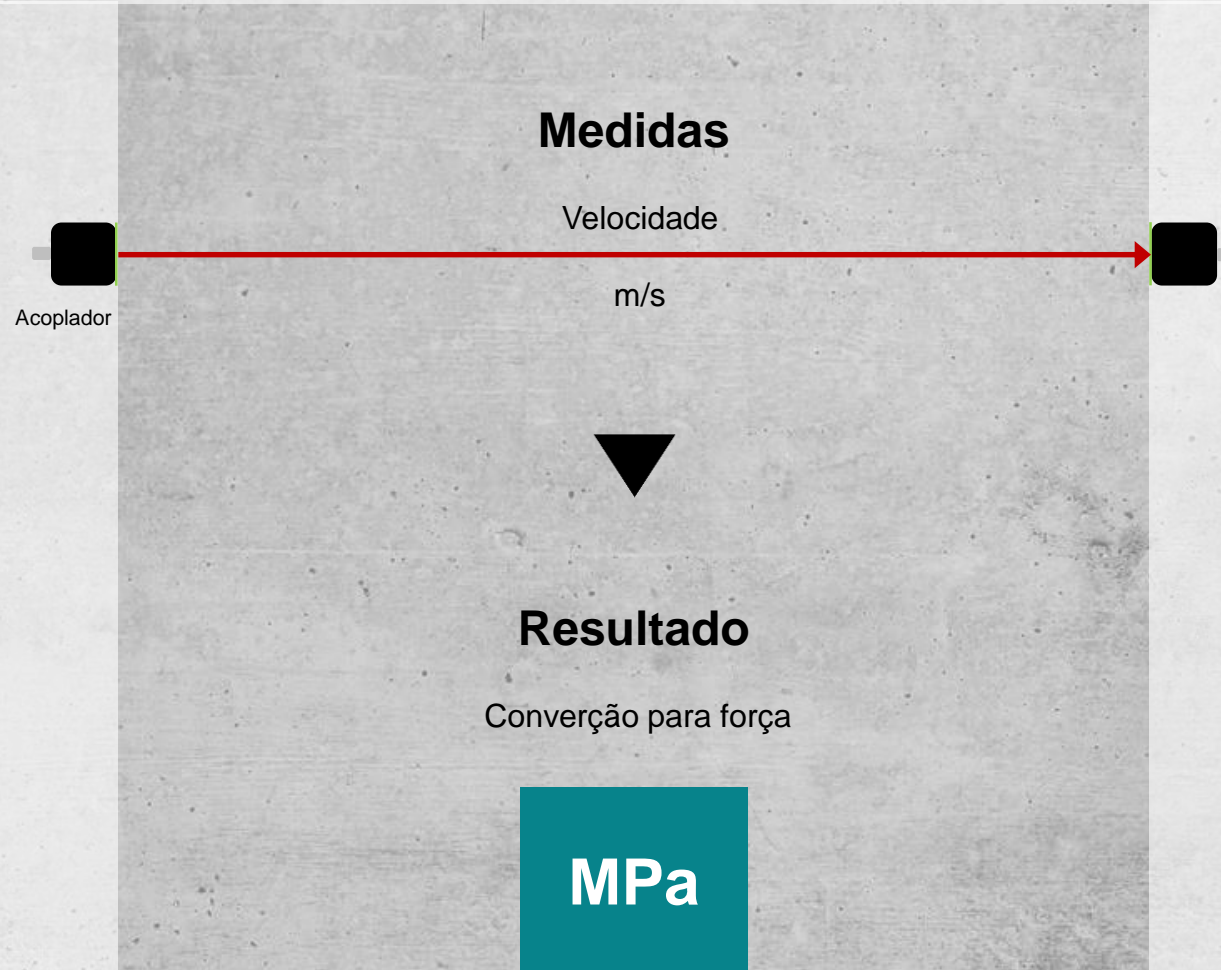 Medidas
Velocidade
m/s
Acoplador
Resultado
Converção para força
MPa